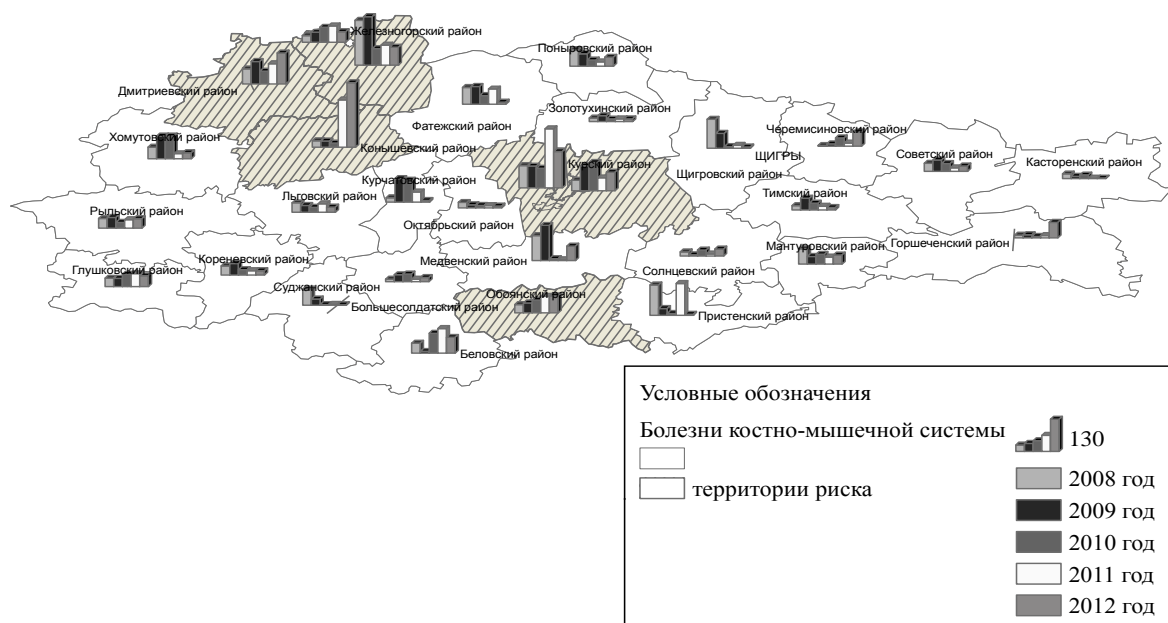 Железногорский район
Поныровский район
Дмитриевский район
Золотухинский район
Фатежский район
Черемисиновский район
Хомутовский район
Конышевский район
ЩИГРЫ
Советский район
Касторенский район
Курский район
Щигровский район
Курчатовский район
Льговский район
Тимский район
Рыльский район
Октябрьский район
Мантуровский район
Горшеченский район
Кореневский район
Медвенский район
Глушковский район
Солнцевский район
Суджанский район
Обоянский район
Большесолдатский район
Пристенский район
Беловский район
Условные обозначения
Болезни костно-мышечной системы
130
территории риска
2008 год
2009 год
2010 год
2011 год
2012 год